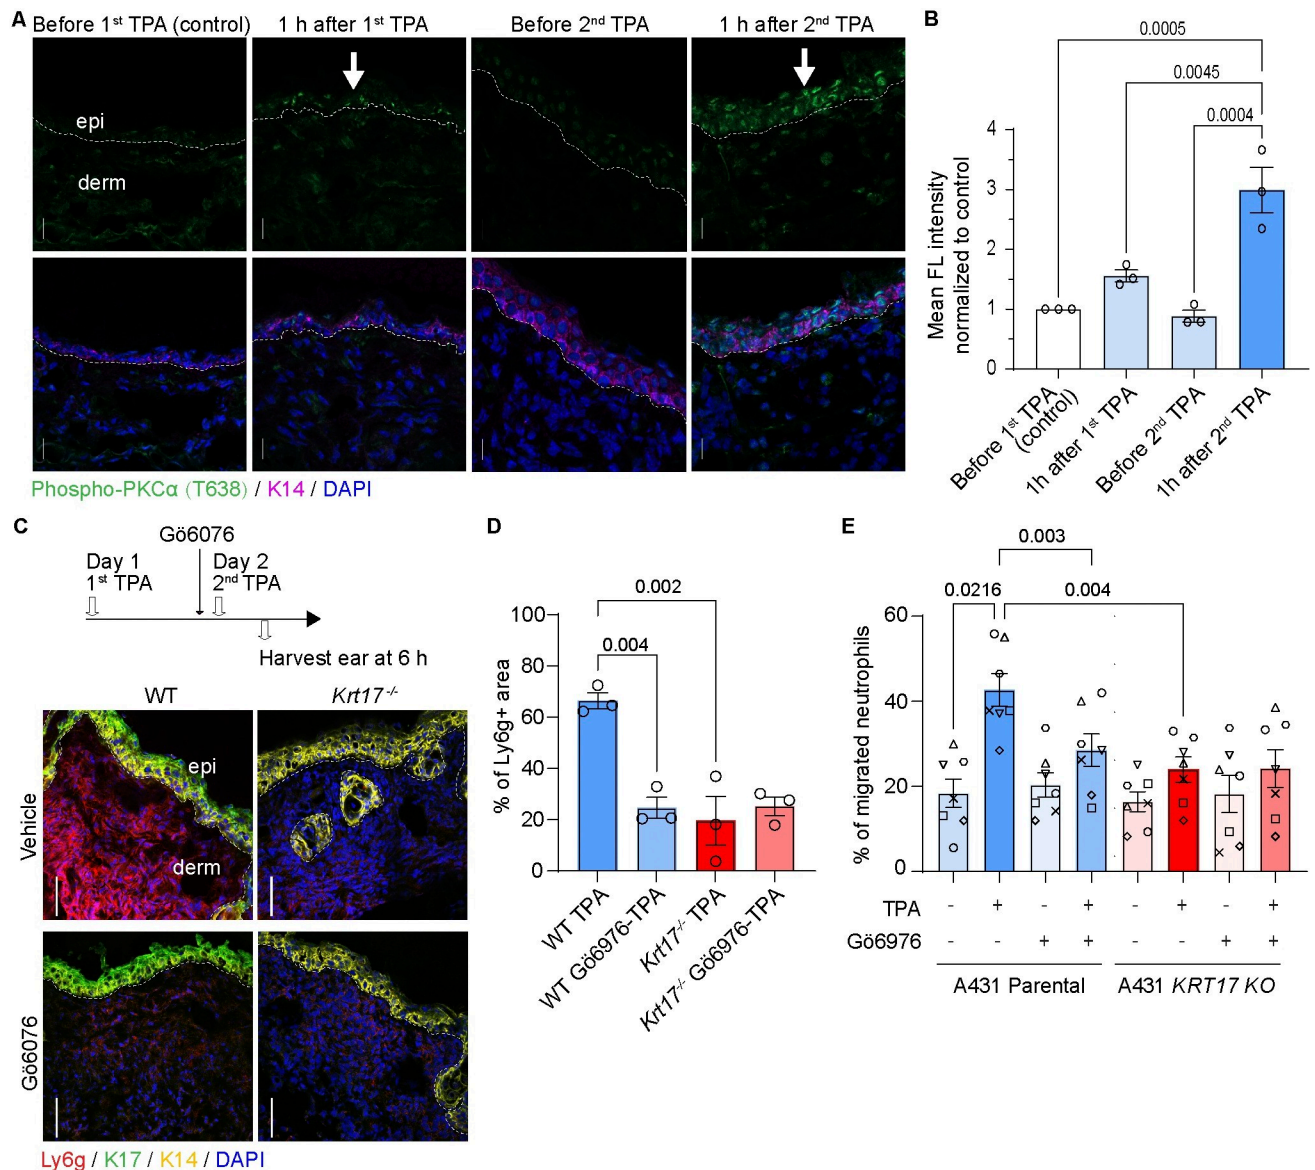 A
Before 1st TPA (control)
1 h after 1st TPA
Before 2nd TPA
1 h after 2nd TPA
epi
derm
Phospho-PKCα (T638) / K14 / DAPI
B
0.0005
0.0045
0.0004
Mean FL intensity
normalized to control
4
3
2
1
0
Before 1st TPA
(control)
1h after 1st TPA
Before 2nd TPA
1h after 2nd TPA
C
Gö6076
Day 1
1st TPA
Day 2
2nd TPA
Harvest ear at 6 h
WT
Krt17-/-
Vehicle
epi
derm
Gö6076
Ly6g / K17 / K14 / DAPI
D
0.002
0.004
% of Ly6g+ area
100
80
60
40
20
0
WT TPA
WT Gö6976-TPA
Krt17-/- TPA
Krt17-/- Gö6976-TPA
E
0.003
0.0216
0.004
% of migrated neutrophils
60
40
20
0
TPA - + - + - + - +
Gö6976 - - + + - - + +
A431 Parental
A431 KRT17 KO